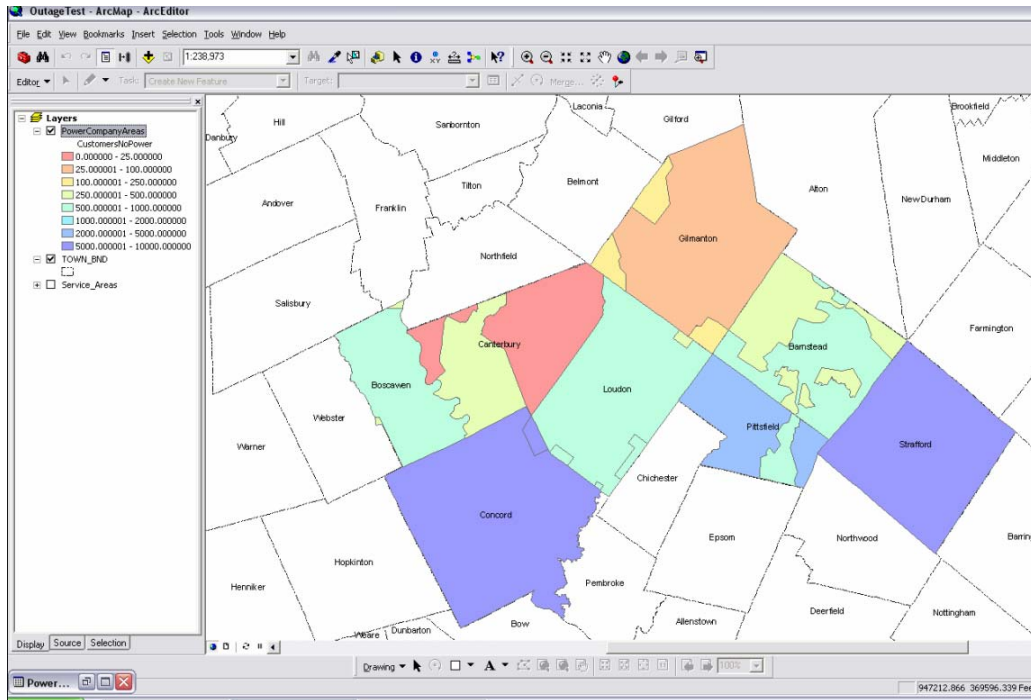 OutageTest - ArcMap - ArcEditor
File Edit View Bookmarks Insert Selection Tools Window Help
1:238,973
Editor Task: Create New Feature Target: Merge...
Layers
PowerCompanyAreas
CustomersNoPower
0.000000 - 25.000000
25.000001 - 100.000000
100.000001 - 250.000000
250.000001 - 500.000000
500.000001 - 1000.000000
1000.000001 - 2000.000000
2000.000001 - 5000.000000
5000.000001 - 10000.000000
TOWN_BND
Service_Areas
Laconia
Brookfield
Hill
Sanbornton
Gilford
Danbury
Middleton
Belmont
Tilton
Alton
New Durham
Andover
Franklin
Gilmanton
Northfield
Salisbury
Farmington
Canterbury
Barnstead
Boscawen
Loudon
Webster
Pittsfield
Warner
Strafford
Chichester
Concord
Epsom
Northwood
Barring
Hopkinton
Henniker
Pembroke
Deerfield
Nottingham
Allenstown
Bow
Dunbarton
Weare
Display Source Selection
Drawing A 100%
Power...
947212.866 369596.339 Fee